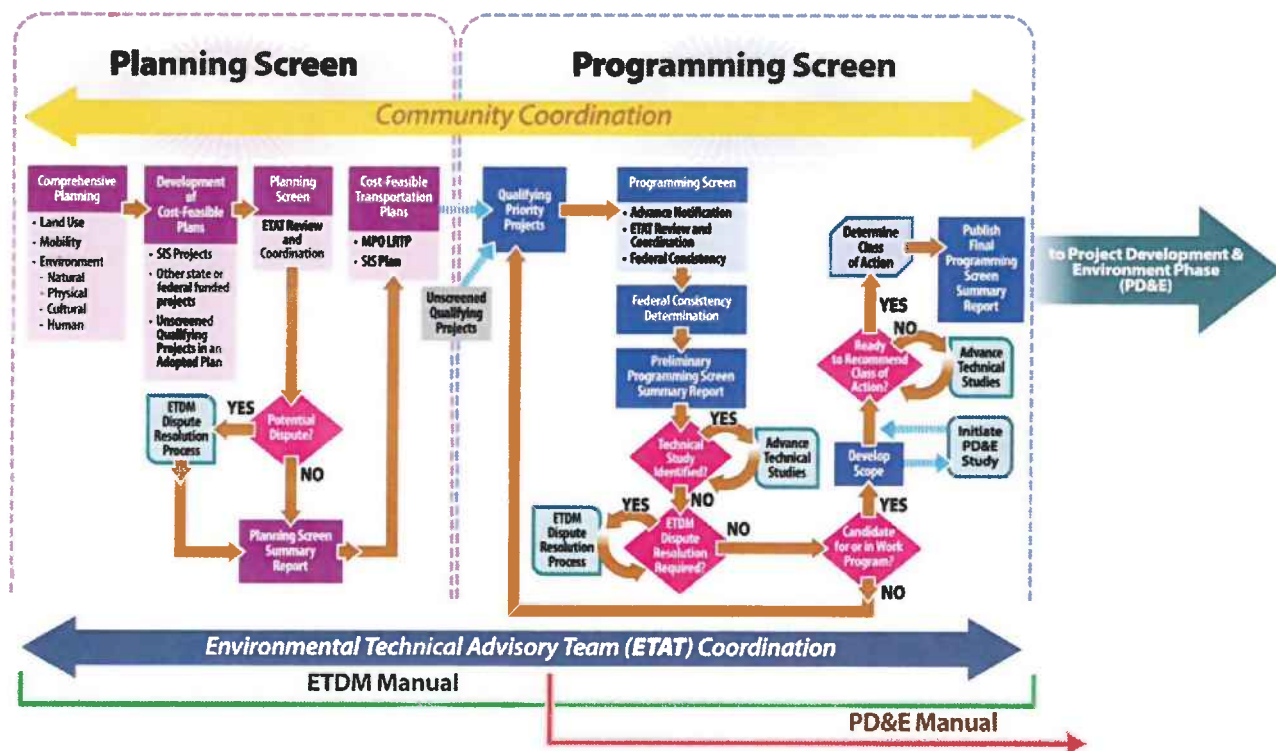 Planning Screen
Programming Screen
Community Coordination
Comprehensive
Planning
• Land Use
• Mobility
• Environment
- Natural
- Physical
- Cultural
- Human
Development
of
Cost-Feasible
Plans
• SIS Projects
• Other state or
federal funded
projects
• Unscreened
Qualifying
Projects in an
Adopted Plan
Planning
Screen
ETAT Review
and
Coordination
Cost-Feasible
Transportation
Plans
• MPO LRTP
• SIS Plan
Potential
Dispute?
YES
ETDM
Dispute
Resolution
Process
NO
Planning Screen
Summary
Report
Qualifying
Priority
Projects
Unscreened
Qualifying
Projects
Programming Screen
• Advance Notification
• ETAT Review and
Coordination
• Federal Consistency
Federal Consistency
Determination
Preliminary
Programming Screen
Summary Report
Technical
Study
Identified?
YES
Advance
Technical
Studies
NO
ETDM
Dispute
Resolution
Required?
YES
ETDM
Dispute
Resolution
Process
NO
Candidate
for or in Work
Program?
NO
YES
Develop
Scope
Initiate
PD&E
Study
Ready
to Recommend
Class of
Action?
NO
Advance
Technical
Studies
YES
Determine
Class
of Action
Publish
Final
Programming
Screen
Summary
Report
to Project Development &
Environment Phase
(PD&E)
Environmental Technical Advisory Team (ETAT) Coordination
ETDM Manual
PD&E Manual